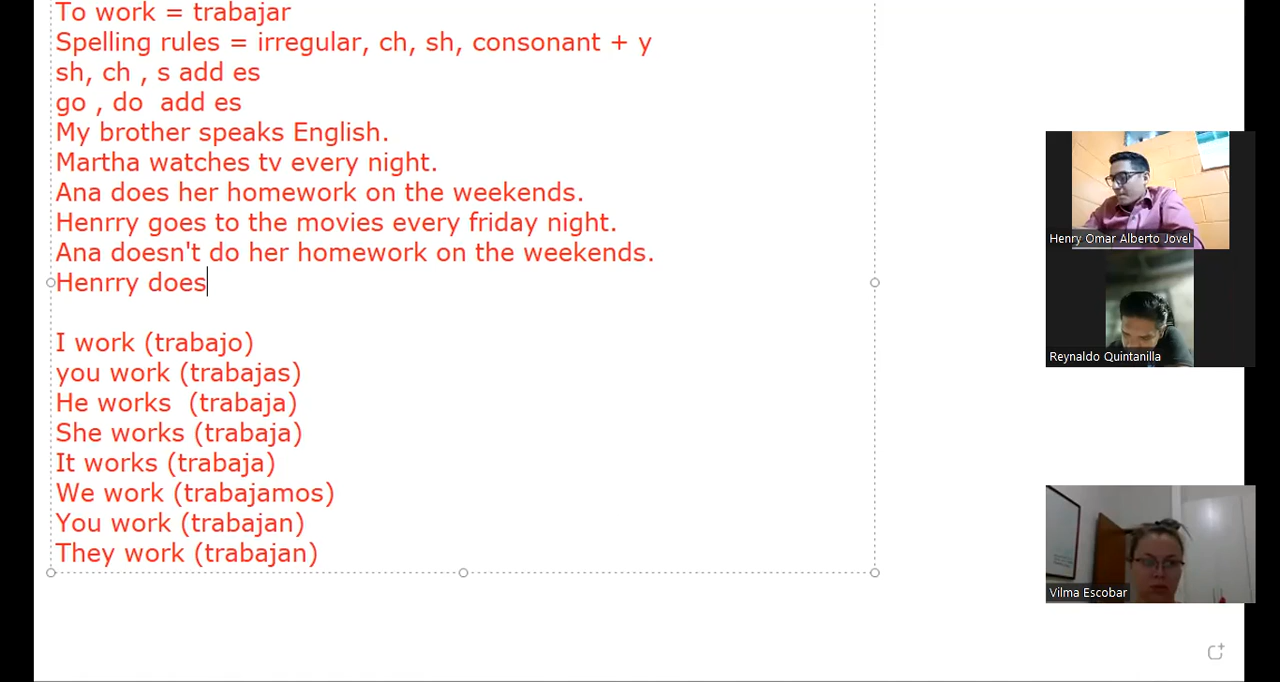 To work = trabajar
Spelling rules = irregular, ch, sh, consonant + y
sh, ch , s add es
go , do  add es
My brother speaks English.
Martha watches tv every night.
Ana does her homework on the weekends.
Henrry goes to the movies every friday night.
Ana doesn't do her homework on the weekends.
Henrry does
I work (trabajo)
you work (trabajas)
He works  (trabaja)
She works (trabaja)
It works (trabaja)
We work (trabajamos)
You work (trabajan)
They work (trabajan)
Henry Omar Alberto Jovel
Reynaldo Quintanilla
Vilma Escobar